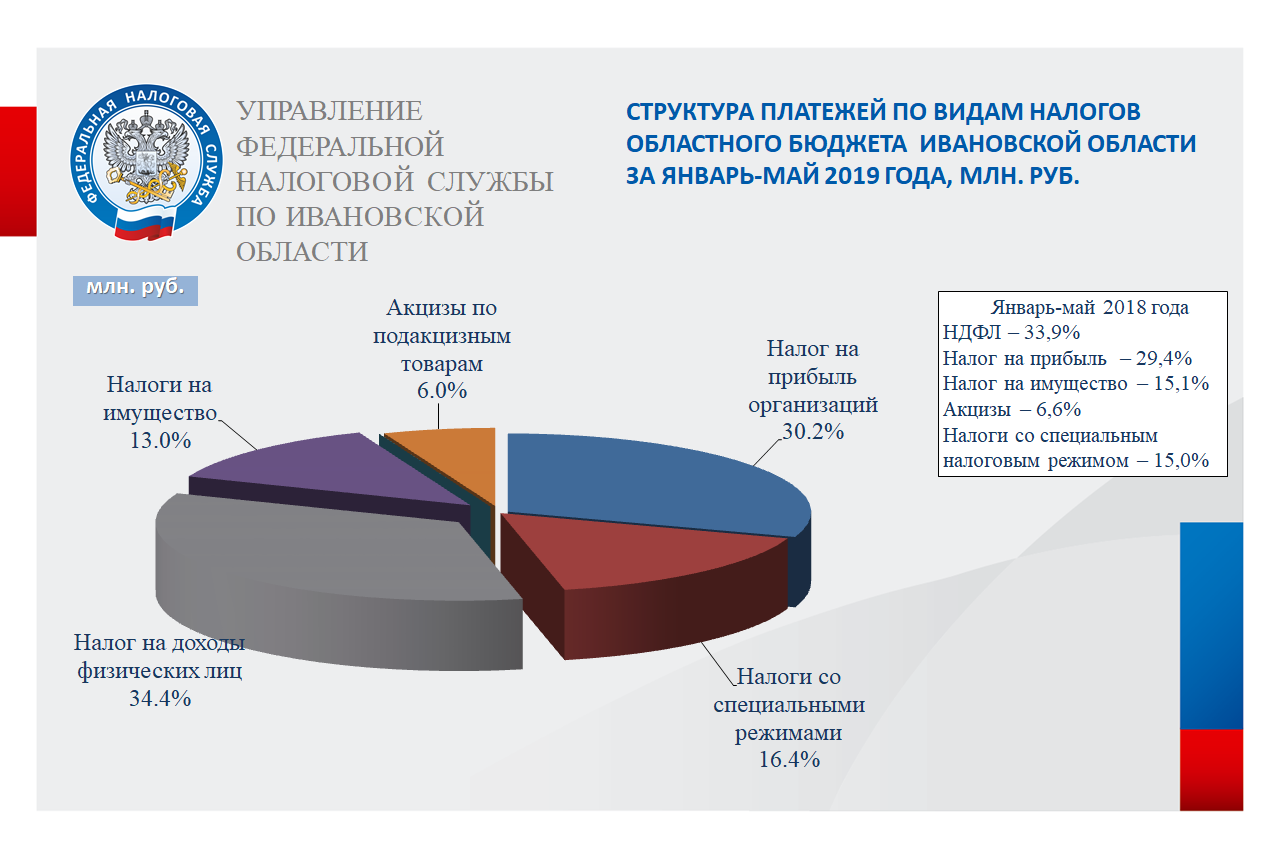 ФЕДЕРАЛЬНАЯ НАЛОГОВАЯ СЛУЖБА
УПРАВЛЕНИЕ
ФЕДЕРАЛЬНОЙ
НАЛОГОВОЙ СЛУЖБЫ
ПО ИВАНОВСКОЙ
ОБЛАСТИ
СТРУКТУРА ПЛАТЕЖЕЙ ПО ВИДАМ НАЛОГОВ
ОБЛАСТНОГО БЮДЖЕТА ИВАНОВСКОЙ ОБЛАСТИ
ЗА ЯНВАРЬ-МАЙ 2019 ГОДА, МЛН. РУБ.
млн. руб.
Акцизы по
подакцизным
товарам
6.0%
Налоги на
имущество
13.0%
Налог на
прибыль
организаций
30.2%
Январь-май 2018 года
НДФЛ – 33,9%
Налог на прибыль – 29,4%
Налог на имущество – 15,1%
Акцизы – 6,6%
Налоги со специальным
налоговым режимом – 15,0%
Налог на доходы
физических лиц
34.4%
Налоги со
специальными
режимами
16.4%